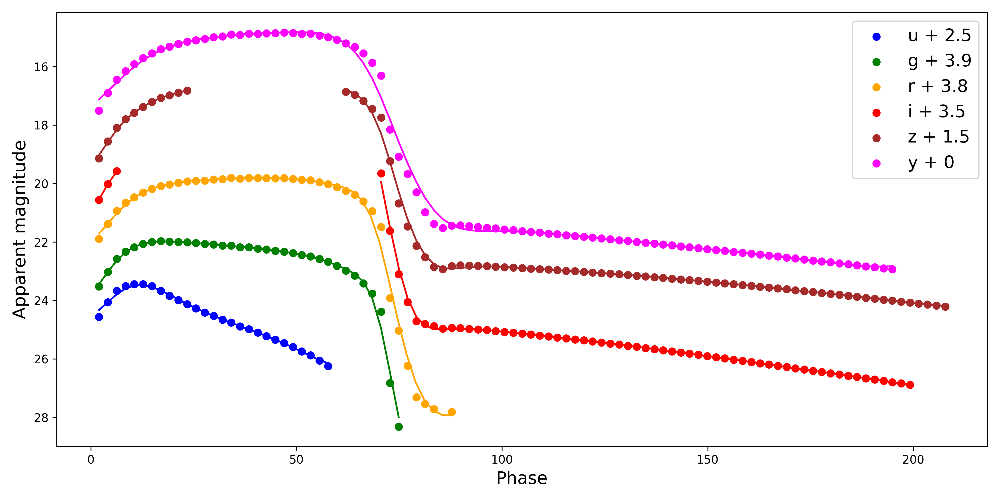 u + 2.5
g + 3.9
r + 3.8
i + 3.5
z + 1.5
y + 0
Apparent magnitude
16
18
20
22
24
26
28
0 50 100 150 200
Phase